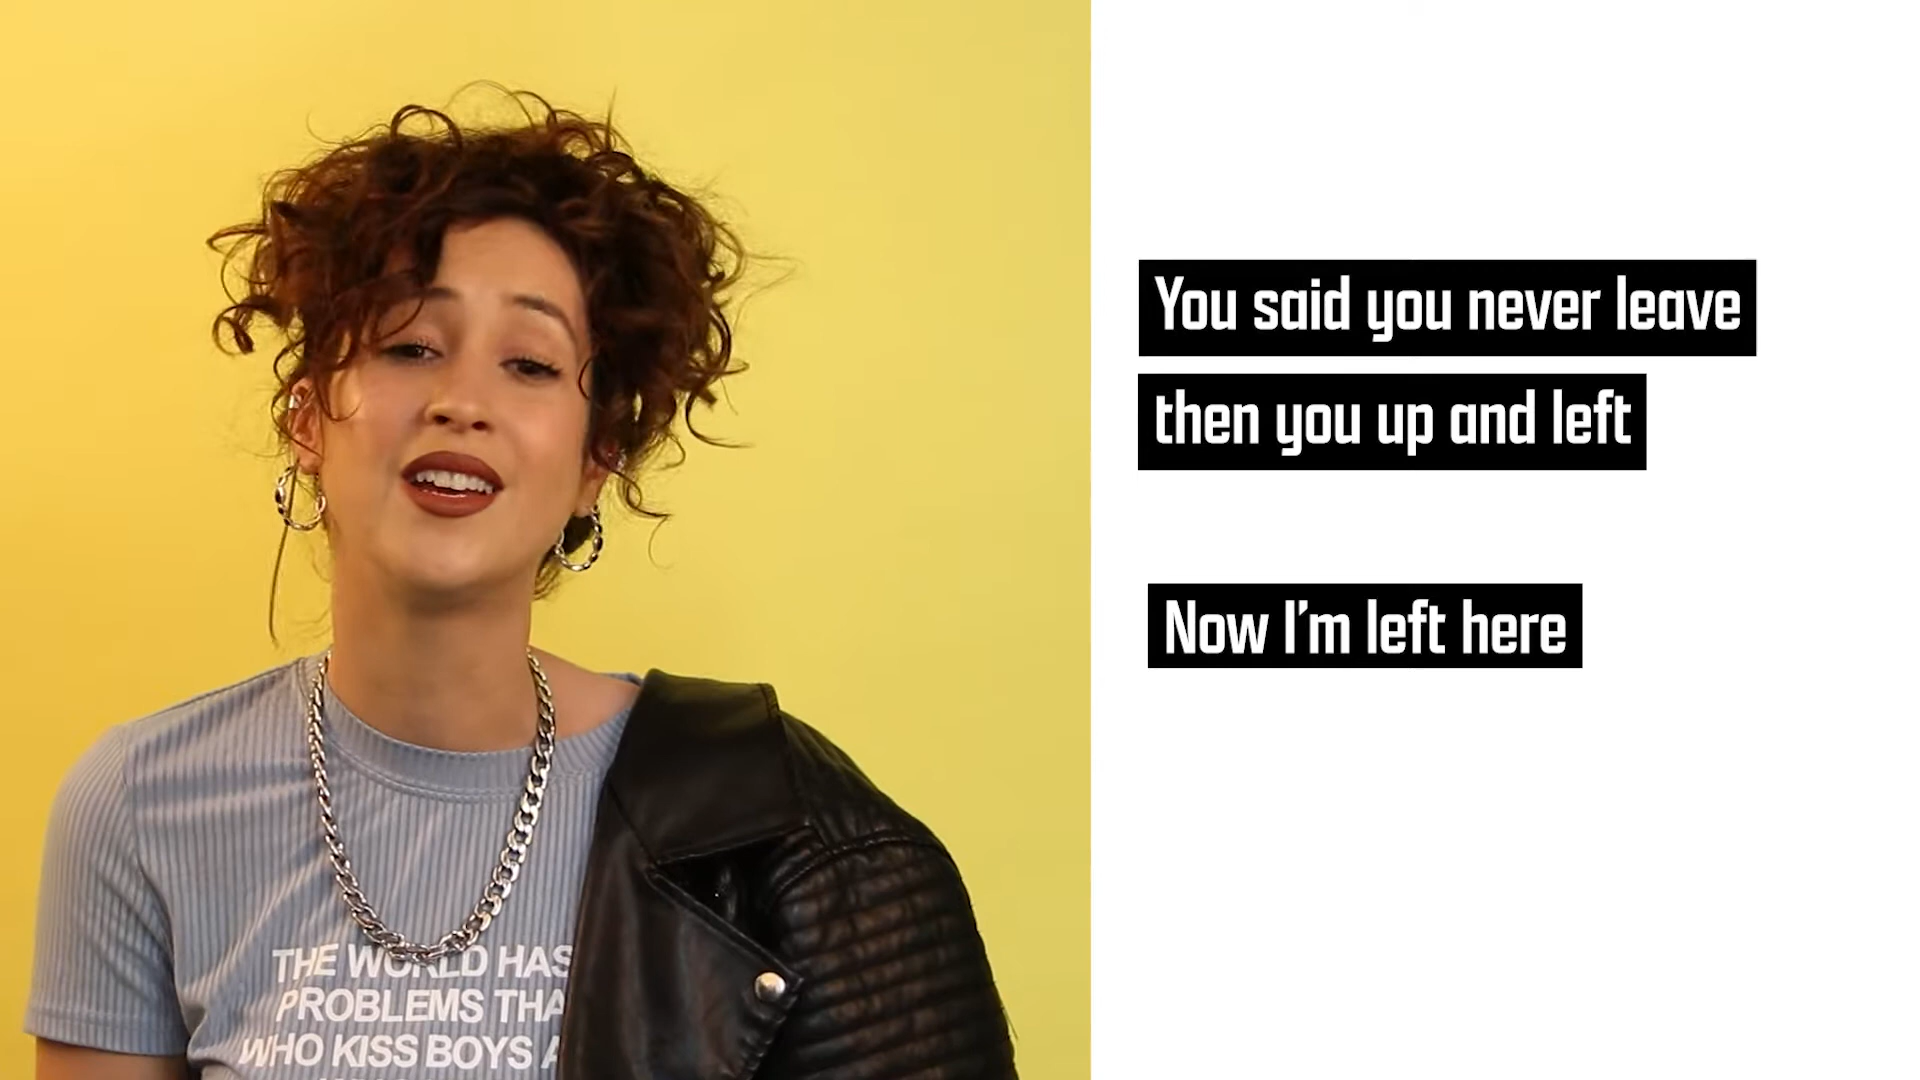 You said you never leave
then you up and left
Now I'm left here
THE WORLD HAS
PROBLEMS THA
WHO KISS BOYS A